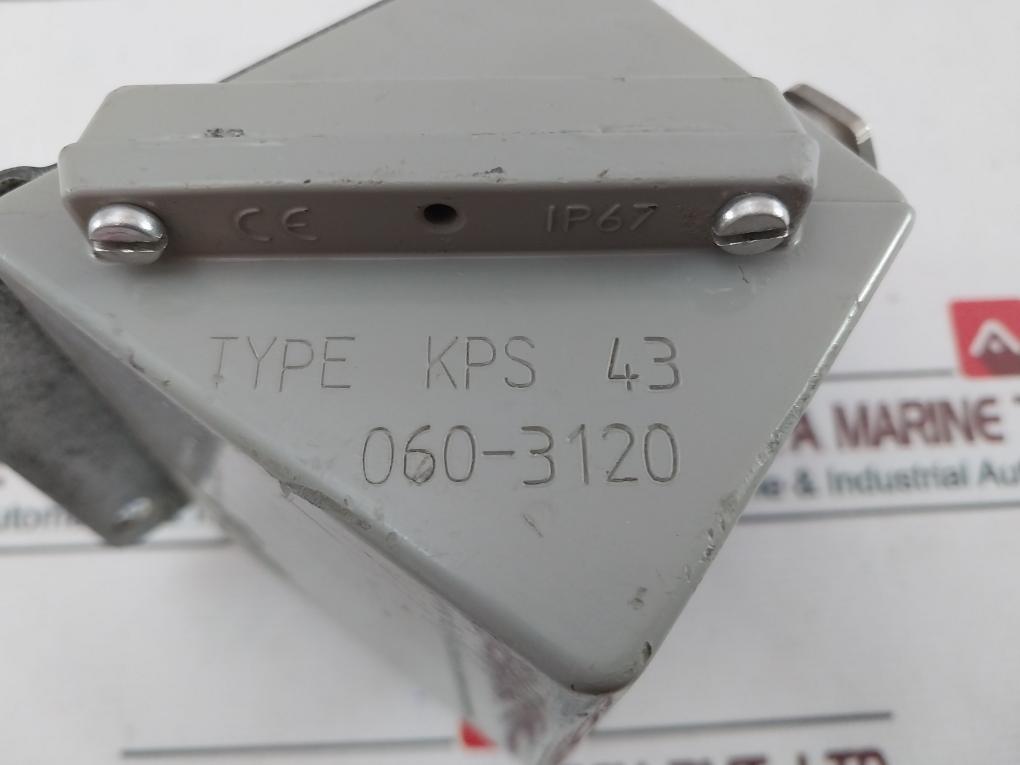 CE IP67
TYPE KPS 43
060-3120
A MARINE
& Industrial Au